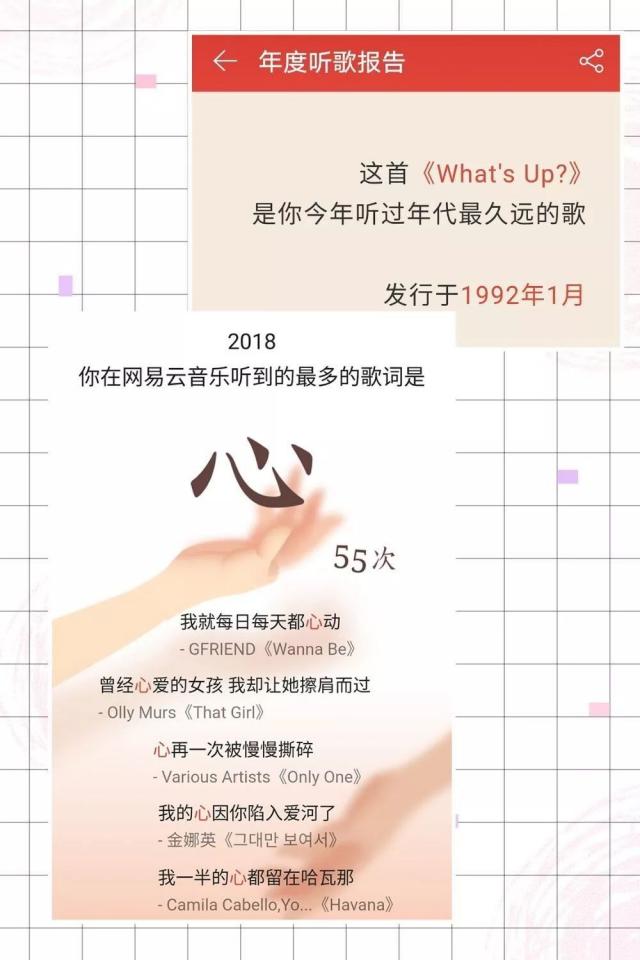 年度听歌报告
这首《What's Up?》
是你今年听过年代最久远的歌
发行于1992年1月
2018
你在网易云音乐听到的最多的歌词是
心
55次
我就每日每天都心动
- GFRIEND《Wanna Be》
曾经心爱的女孩 我却让她擦肩而过
- Olly Murs《That Girl》
心再一次被慢慢撕碎
- Various Artists《Only One》
我的心因你陷入爱河了
- 金娜英《그대만 보여서》
我一半的心都留在哈瓦那
- Camila Cabello,Yo...《Havana》